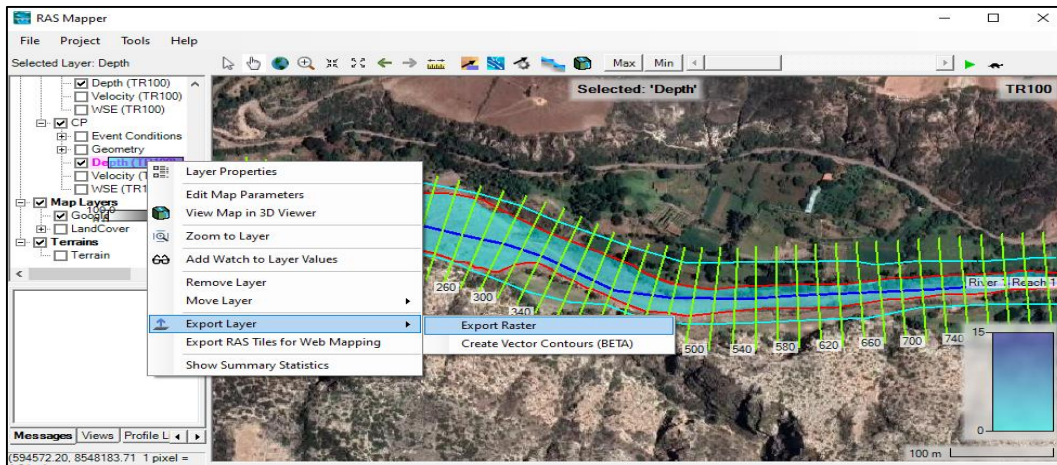 RAS Mapper
File Project Tools Help
Selected Layer: Depth
Max Min
Depth (TR100)
Velocity (TR100)
WSE (TR100)
CP
Event Conditions
Geometry
Depth
Velocity (T
WSE (TR1
Map Layers
Google
LandCover
Terrains
Terrain
Messages Views Profile Li
(594572.20, 8548183.71 1 pixel =
Layer Properties
Edit Map Parameters
View Map in 3D Viewer
Zoom to Layer
Add Watch to Layer Values
Remove Layer
Move Layer
Export Layer
Export RAS Tiles for Web Mapping
Show Summary Statistics
Export Raster
Create Vector Contours (BETA)
Selected: 'Depth'
TR100
260
300
340
500
540
580
620
660
700
740
River 1 Reach 1
15
0
100 m